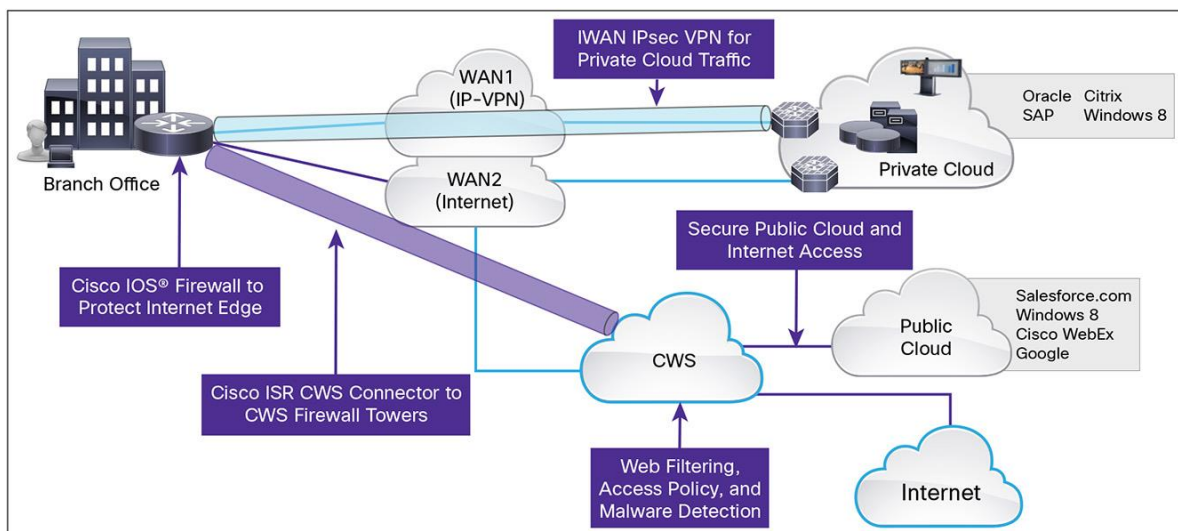 IWAN IPsec VPN for
Private Cloud Traffic
WAN1
(IP-VPN)
Oracle Citrix
SAP Windows 8
Private Cloud
Branch Office
WAN2
(Internet)
Secure Public Cloud and
Internet Access
Cisco IOS® Firewall to
Protect Internet Edge
Salesforce.com
Windows 8
Cisco WebEx
Google
Public
Cloud
CWS
Cisco ISR CWS Connector to
CWS Firewall Towers
Web Filtering,
Access Policy, and
Malware Detection
Internet